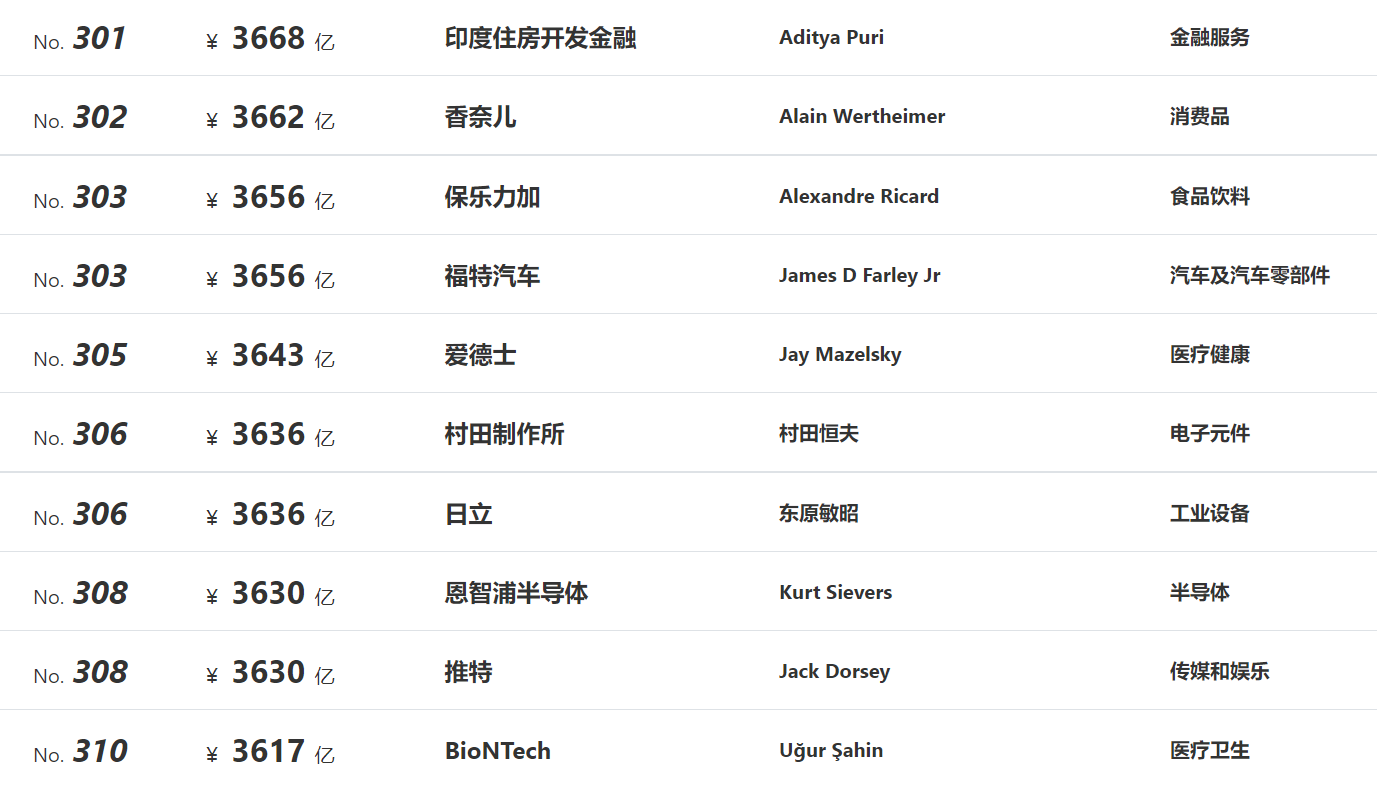 No. 301 ¥ 3668 亿 印度住房开发金融 Aditya Puri 金融服务
No. 302 ¥ 3662 亿 香奈儿 Alain Wertheimer 消费品
No. 303 ¥ 3656 亿 保乐力加 Alexandre Ricard 食品饮料
No. 303 ¥ 3656 亿 福特汽车 James D Farley Jr 汽车及汽车零部件
No. 305 ¥ 3643 亿 爱德士 Jay Mazelsky 医疗健康
No. 306 ¥ 3636 亿 村田制作所 村田恒夫 电子元件
No. 306 ¥ 3636 亿 日立 东原敏昭 工业设备
No. 308 ¥ 3630 亿 恩智浦半导体 Kurt Sievers 半导体
No. 308 ¥ 3630 亿 推特 Jack Dorsey 传媒和娱乐
No. 310 ¥ 3617 亿 BioNTech Uğur Şahin 医疗卫生